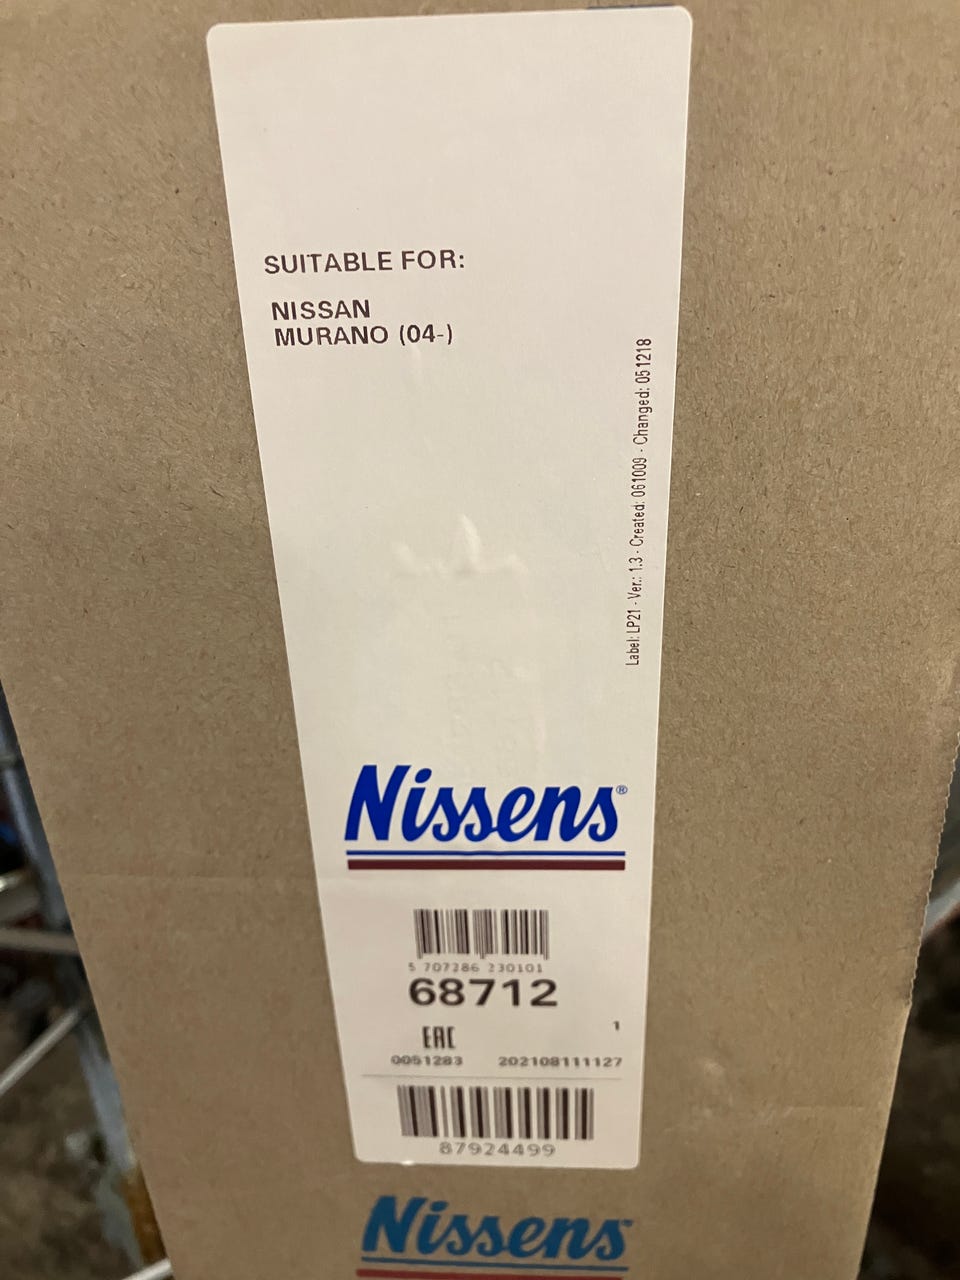 SUITABLE FOR:
NISSAN
MURANO (04-)
Label: LP21 - Ver.: 1.3 - Created: 061009 - Changed: 051218
Nissens®
5 707286 230101
68712
1
EAC
0051283 202108111127
87924499
Nissens